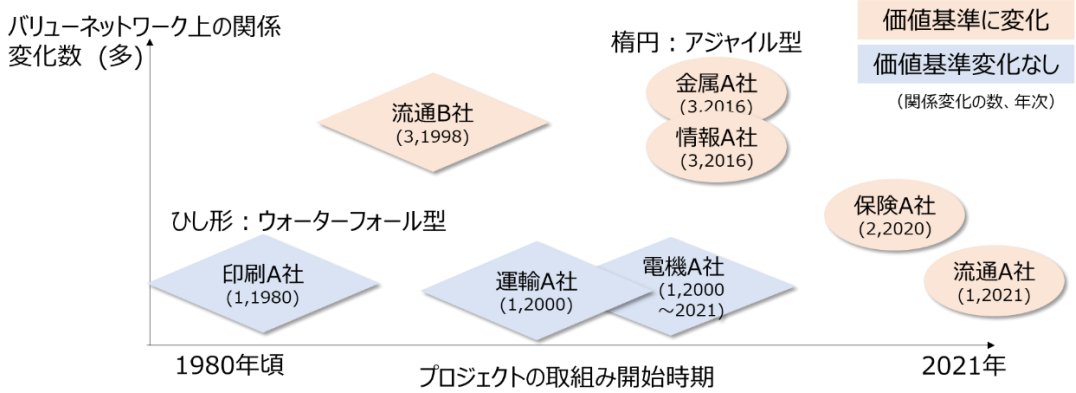 バリューネットワーク上の関係
変化数 (多)
楕円：アジャイル型
価値基準に変化
価値基準変化なし
（関係変化の数、年次）
流通B社
(3,1998)
金属A社
(3,2016)
情報A社
(3,2016)
ひし形：ウォーターフォール型
保険A社
(2,2020)
印刷A社
(1,1980)
運輸A社
(1,2000)
電機A社
(1,2000
～2021)
流通A社
(1,2021)
1980年頃
プロジェクトの取組み開始時期
2021年